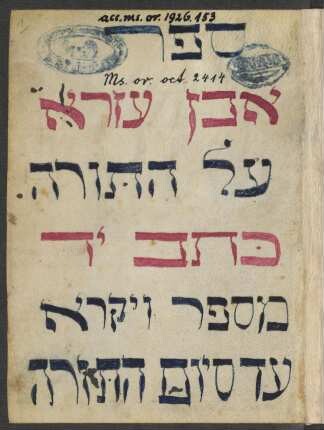 acc. ms. or. 1926. 153
ספר
Ms. or. oct. 2414
אבן עזרא
על התורה
כתב יד
מספר ויקרא
עד סיום התורה